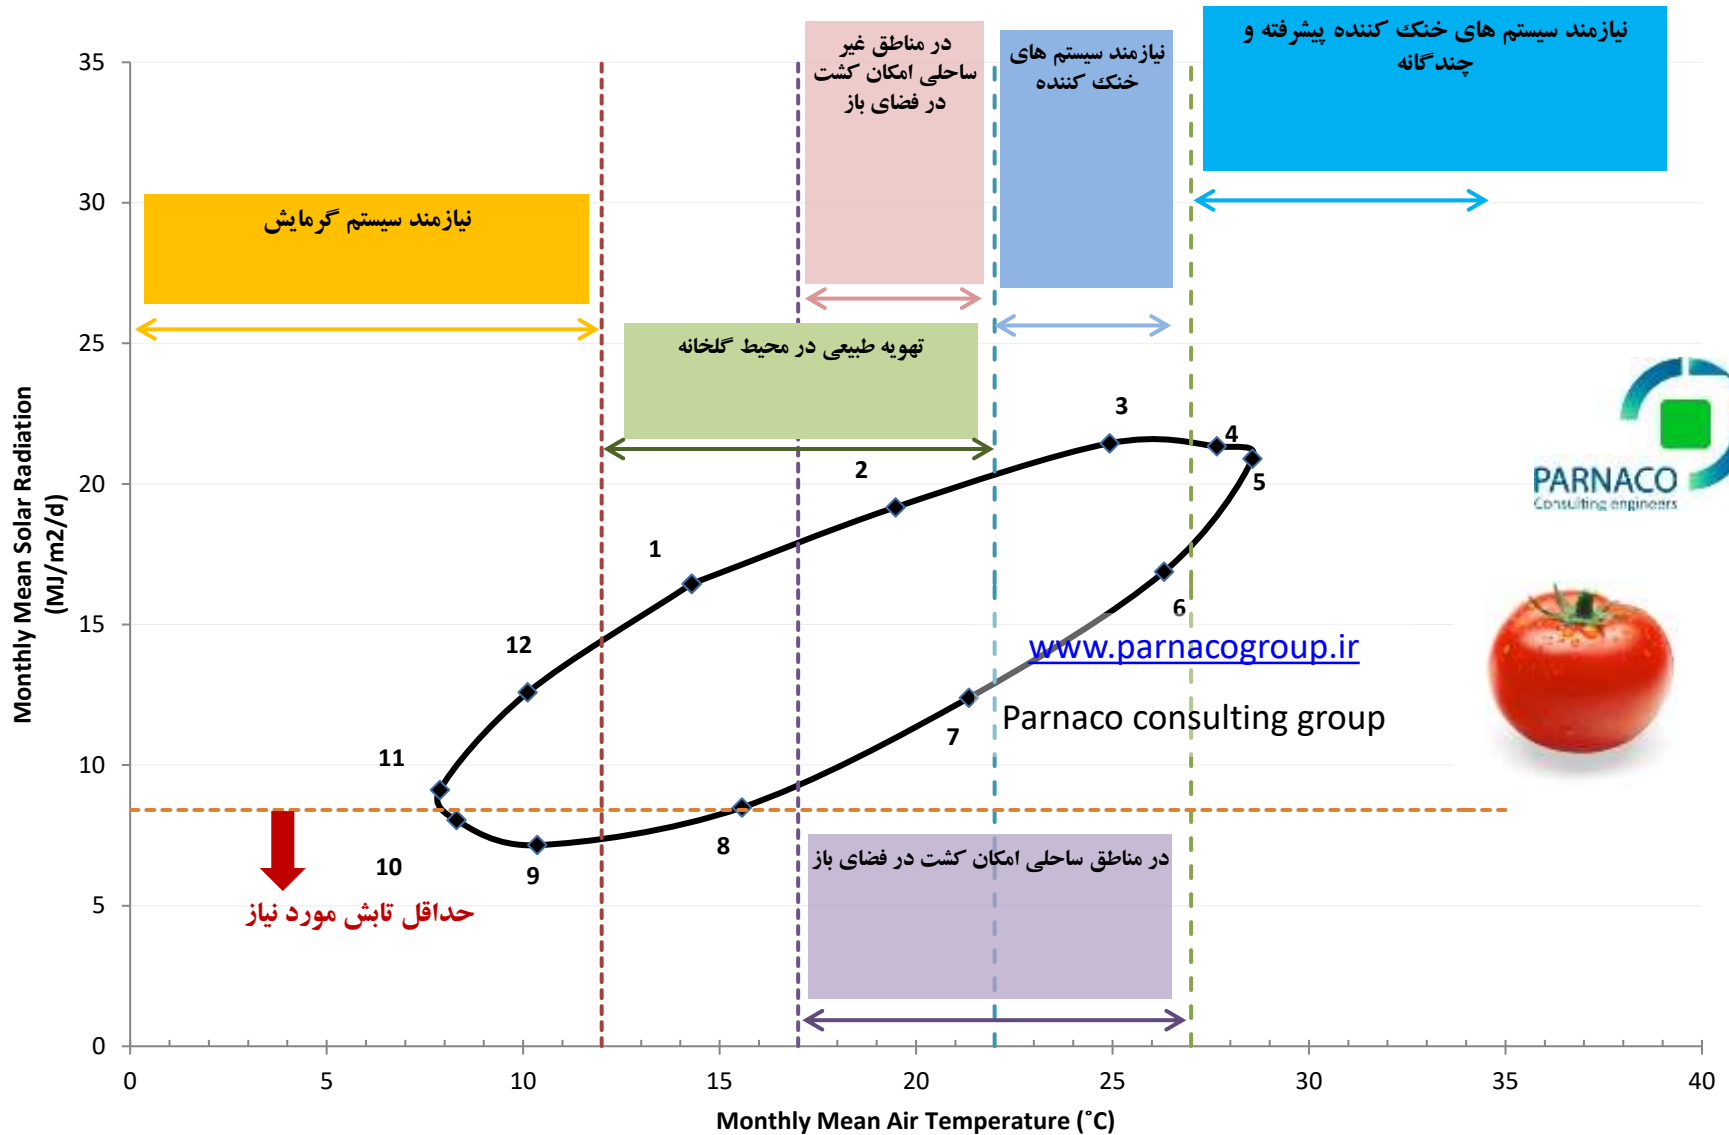 نیازمند سیستم های خنک کننده پیشرفته و
چندگانه
نیازمند سیستم های
خنک کننده
در مناطق غیر
ساحلی امکان کشت
در فضای باز
نیازمند سیستم گرمایش
تهویه طبیعی در محیط گلخانه
35
30
25
20
15
10
5
0
Monthly Mean Solar Radiation
(MJ/m2/d)
1
2
3
4
5
6
7
8
9
10
11
12
PARNACO
Consulting engineers
www.parnacogroup.ir
Parnaco consulting group
در مناطق ساحلی امکان کشت در فضای باز
حداقل تابش مورد نیاز
0 5 10 15 20 25 30 35 40
Monthly Mean Air Temperature (˚C)